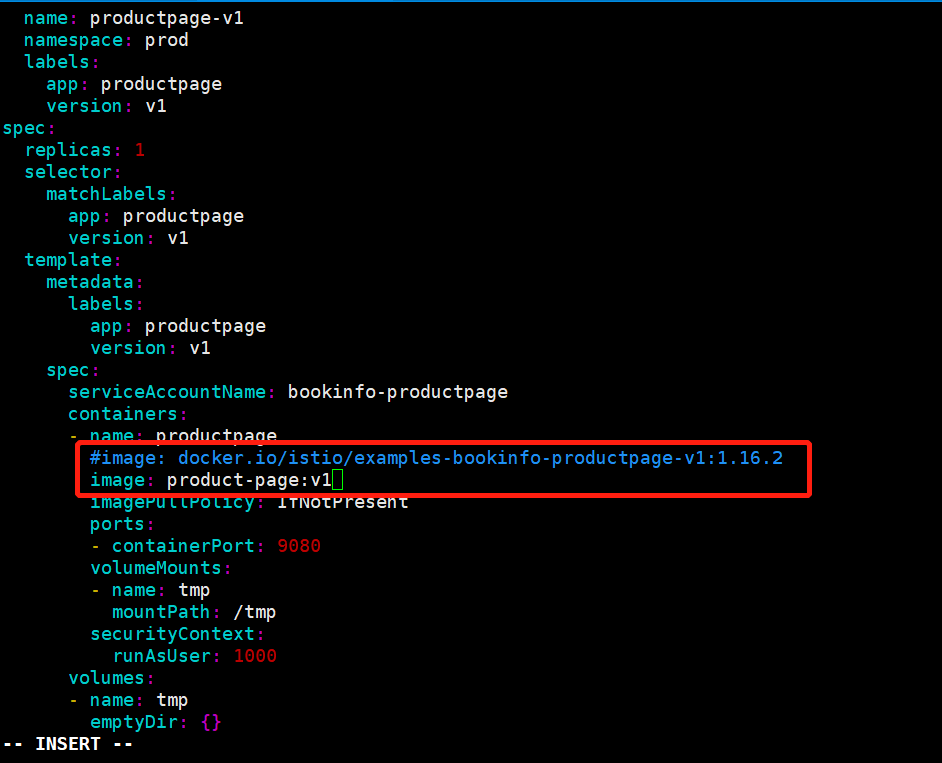 name: productpage-v1
  namespace: prod
  labels:
    app: productpage
    version: v1
spec:
  replicas: 1
  selector:
    matchLabels:
      app: productpage
      version: v1
  template:
    metadata:
      labels:
        app: productpage
        version: v1
    spec:
      serviceAccountName: bookinfo-productpage
      containers:
      - name: productpage
        #image: docker.io/istio/examples-bookinfo-productpage-v1:1.16.2
        image: product-page:v1
        imagePullPolicy: IfNotPresent
        ports:
        - containerPort: 9080
        volumeMounts:
        - name: tmp
          mountPath: /tmp
        securityContext:
          runAsUser: 1000
      volumes:
      - name: tmp
        emptyDir: {}
-- INSERT --